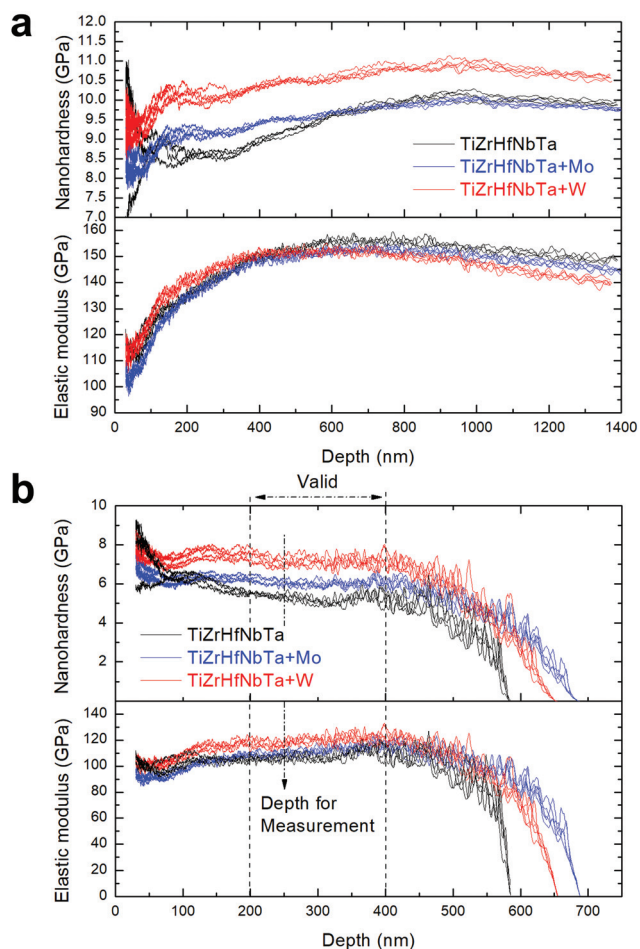 a
Nanohardness (GPa)
12.0
11.5
11.0
10.5
10.0
9.5
9.0
8.5
8.0
7.5
7.0
TiZrHfNbTa
TiZrHfNbTa+Mo
TiZrHfNbTa+W
Elastic modulus (GPa)
160
150
140
130
120
110
100
90
0 200 400 600 800 1000 1200 1400
Depth (nm)
b
Valid
Nanohardness (GPa)
10
8
6
4
2
TiZrHfNbTa
TiZrHfNbTa+Mo
TiZrHfNbTa+W
Elastic modulus (GPa)
140
120
100
80
60
40
20
0
Depth for
Measurement
0 100 200 300 400 500 600 700
Depth (nm)